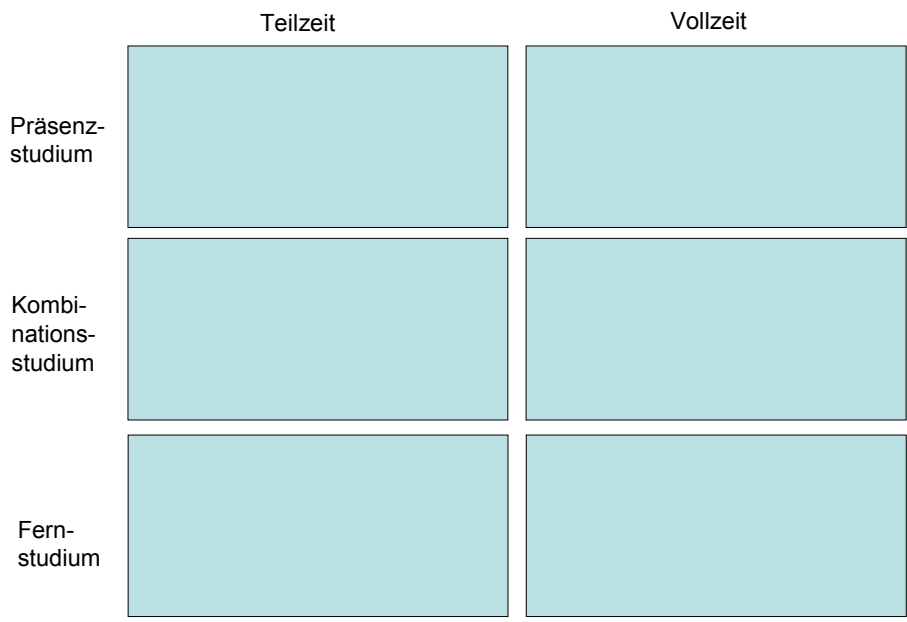 Teilzeit
Vollzeit
Präsenz-
studium
Kombi-
nations-
studium
Fern-
studium